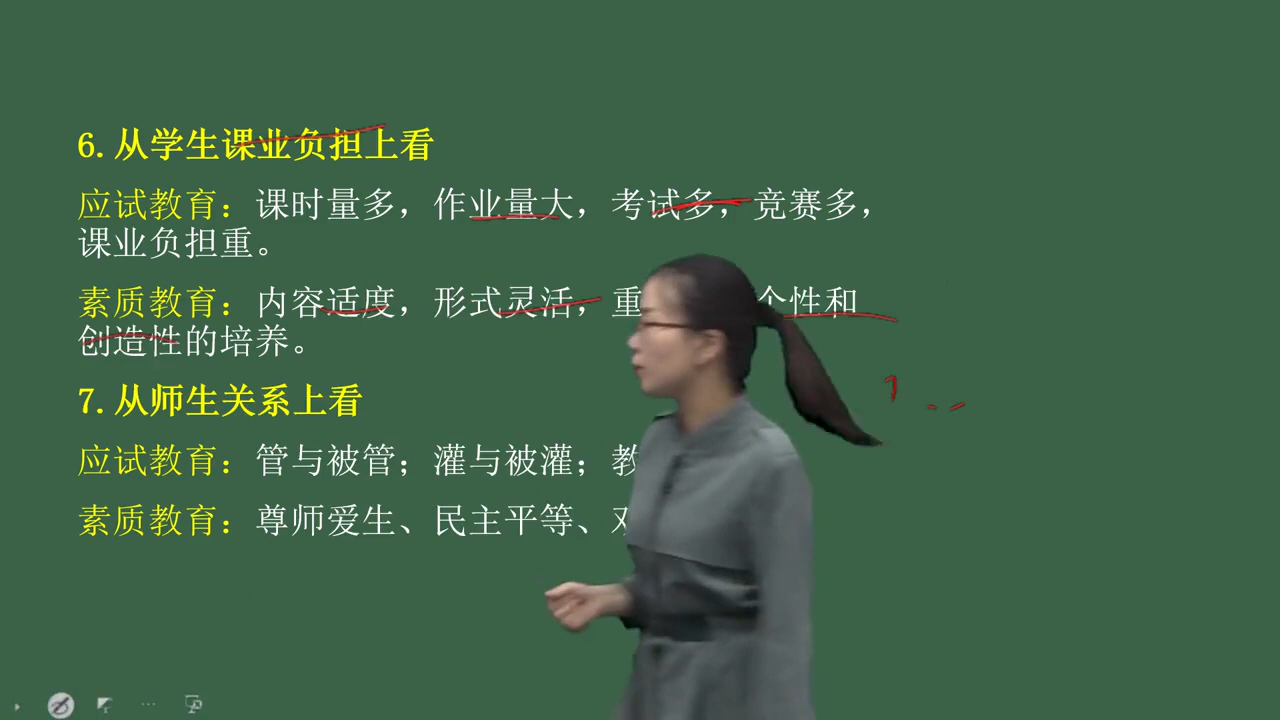 6.从学生课业负担上看
应试教育：课时量多，作业量大，考试多，竞赛多，
课业负担重。
素质教育：内容适度，形式灵活，重 个性和
创造性的培养。
7.从师生关系上看
应试教育：管与被管；灌与被灌；教
素质教育：尊师爱生、民主平等、